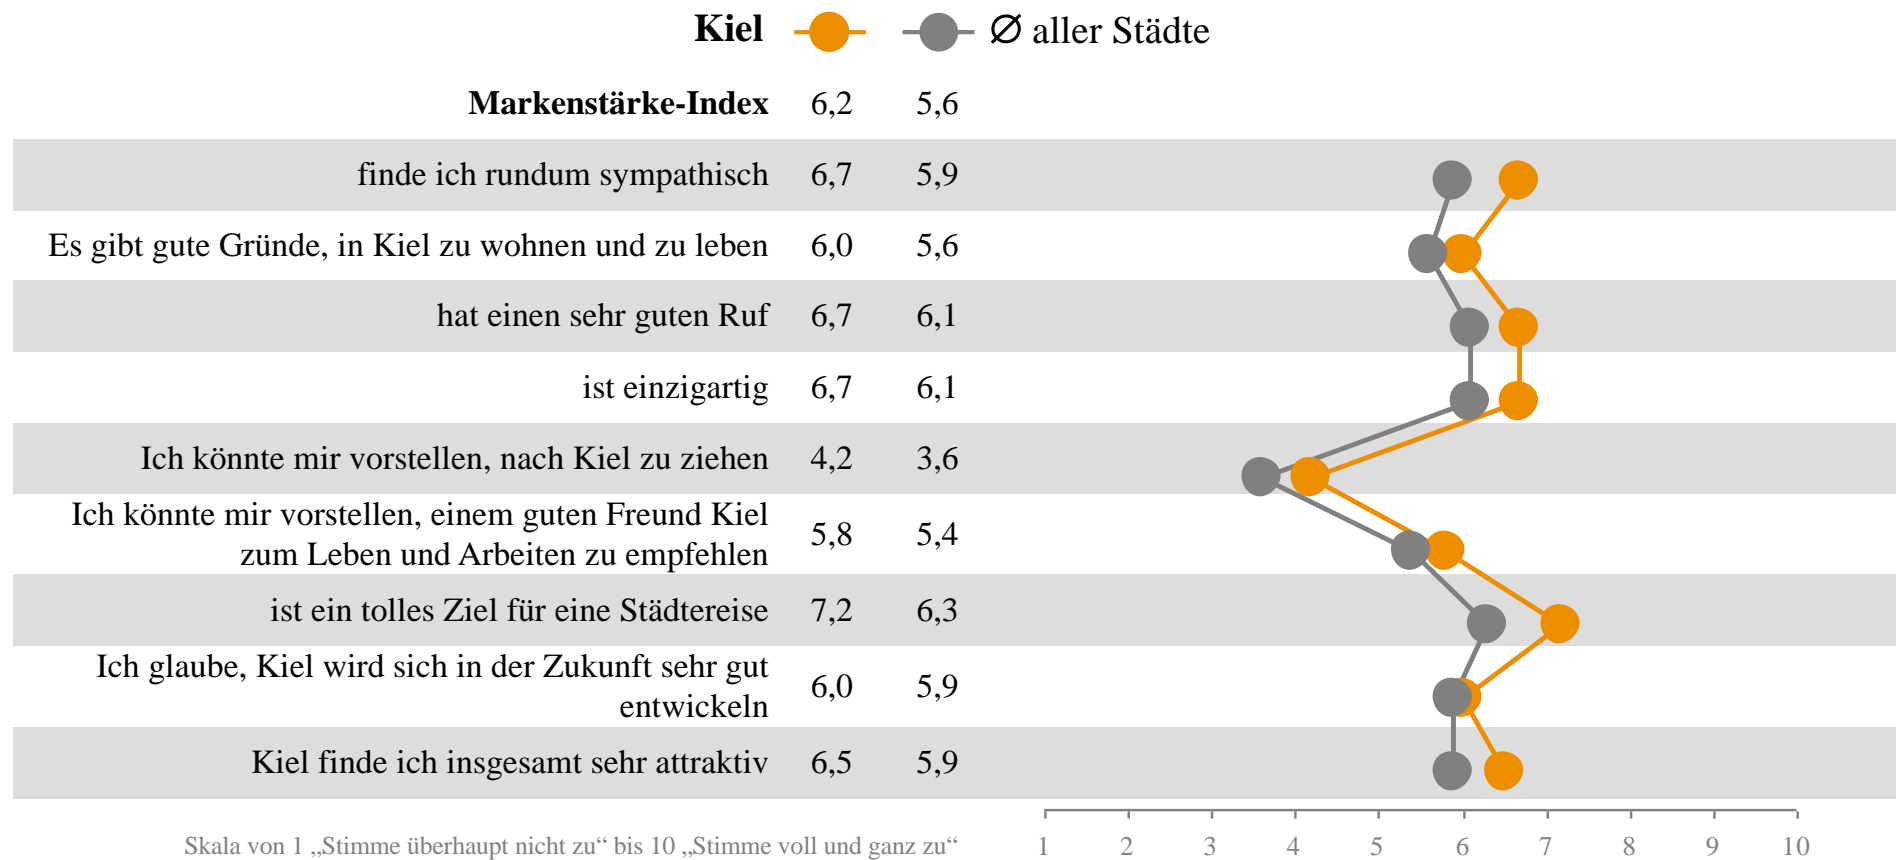 Kiel Ø aller Städte
Markenstärke-Index 6,2 5,6
finde ich rundum sympathisch 6,7 5,9
Es gibt gute Gründe, in Kiel zu wohnen und zu leben 6,0 5,6
hat einen sehr guten Ruf 6,7 6,1
ist einzigartig 6,7 6,1
Ich könnte mir vorstellen, nach Kiel zu ziehen 4,2 3,6
Ich könnte mir vorstellen, einem guten Freund Kiel
zum Leben und Arbeiten zu empfehlen 5,8 5,4
ist ein tolles Ziel für eine Städtereise 7,2 6,3
Ich glaube, Kiel wird sich in der Zukunft sehr gut
entwickeln 6,0 5,9
Kiel finde ich insgesamt sehr attraktiv 6,5 5,9
Skala von 1 „Stimme überhaupt nicht zu“ bis 10 „Stimme voll und ganz zu“ 1 2 3 4 5 6 7 8 9 10